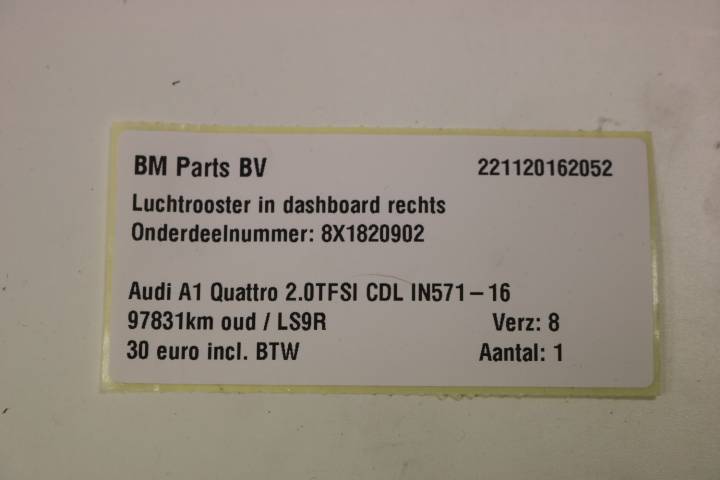 BM Parts BV 221120162052
Luchtrooster in dashboard rechts
Onderdeelnummer: 8X1820902
Audi A1 Quattro 2.0TFSI CDL IN571-16
97831km oud / LS9R Verz: 8
30 euro incl. BTW Aantal: 1